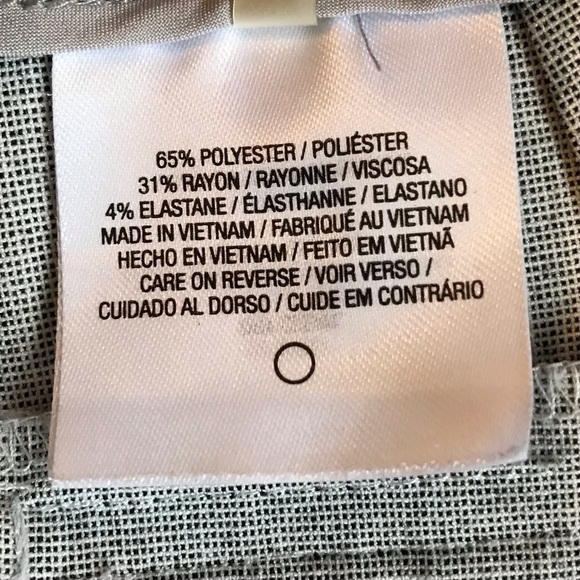 65% POLYESTER / POLIÉSTER
31% RAYON / RAYONNE / VISCOSA
4% ELASTANE / ÉLASTHANNE / ELASTANO
MADE IN VIETNAM / FABRIQUÉ AU VIETNAM
HECHO EN VIETNAM / FEITO EM VIETNÃ
CARE ON REVERSE / VOIR VERSO /
CUIDADO AL DORSO / CUIDE EM CONTRÁRIO